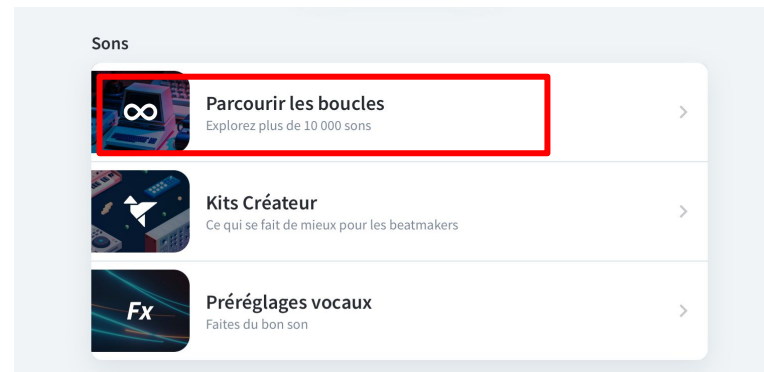 Sons
Parcourir les boucles
Explorez plus de 10 000 sons
Kits Créateur
Ce qui se fait de mieux pour les beatmakers
Fx
Préréglages vocaux
Faites du bon son